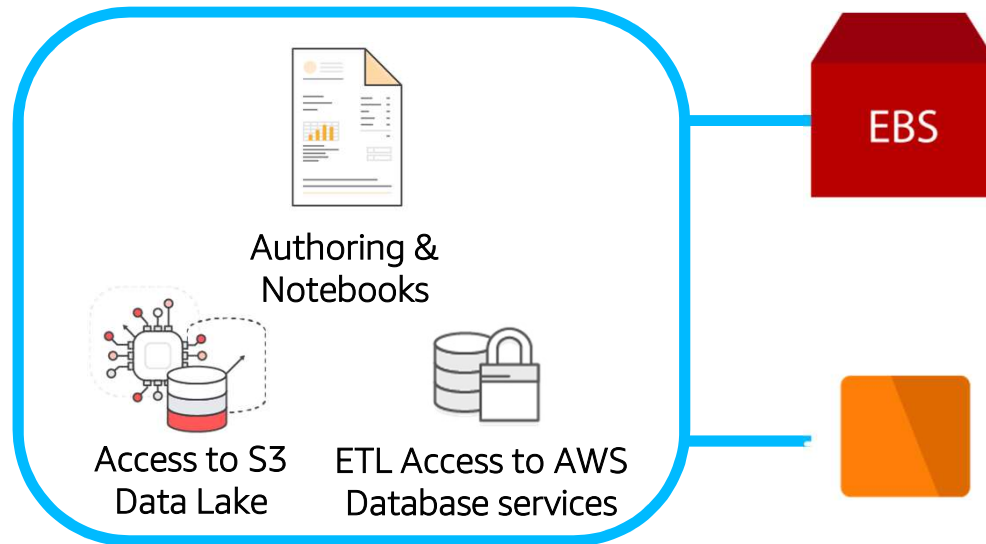 EBS
Authoring &
Notebooks
Access to S3
Data Lake
ETL Access to AWS
Database services